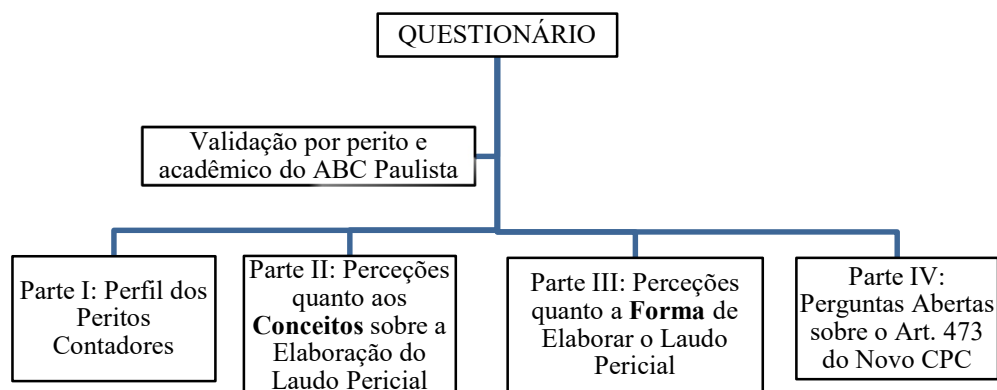 QUESTIONÁRIO
Validação por perito e
acadêmico do ABC Paulista
Parte I: Perfil dos
Peritos
Contadores
Parte II: Perceções
quanto aos
Conceitos sobre a
Elaboração do
Laudo Pericial
Parte III: Perceções
quanto a Forma de
Elaborar o Laudo
Pericial
Parte IV:
Perguntas Abertas
sobre o Art. 473
do Novo CPC